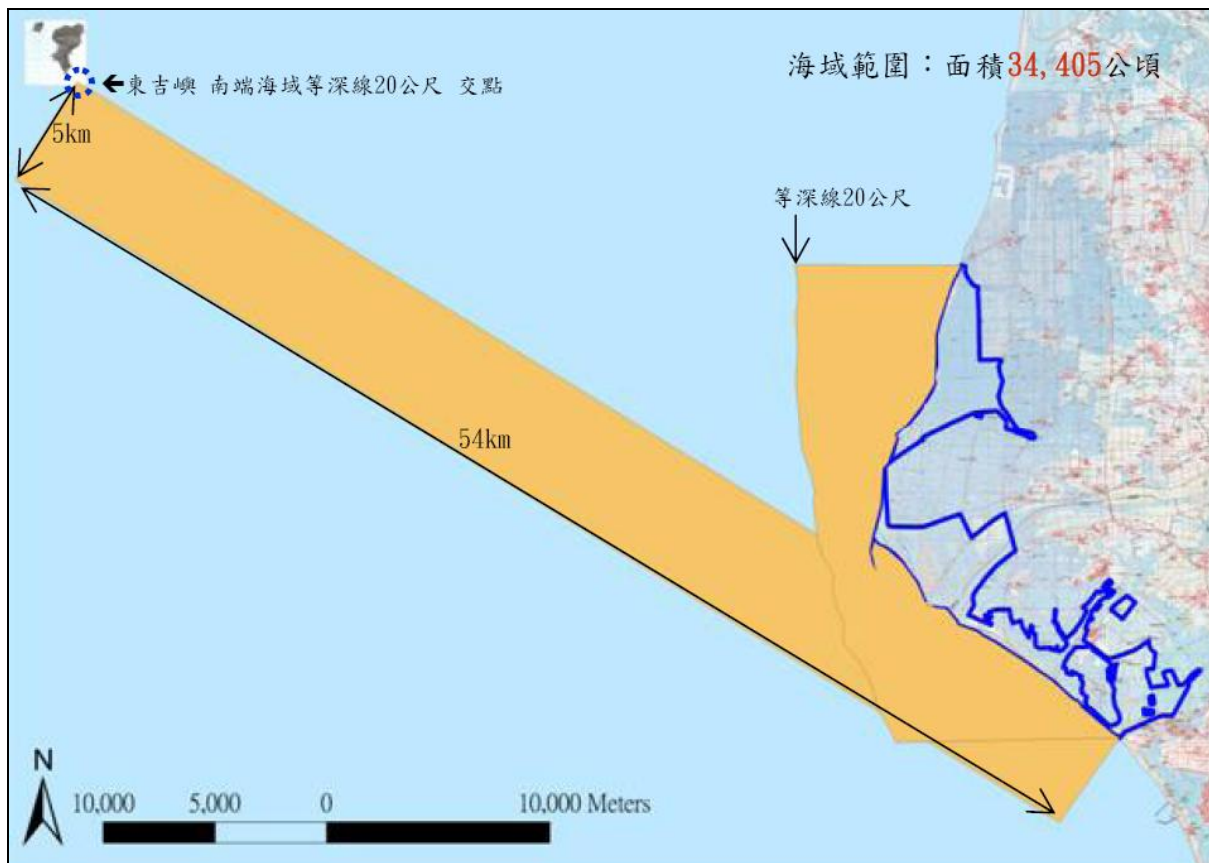 海域範圍：面積34,405公頃
←東吉嶼 南端海域等深線20公尺 交點
5km
等深線20公尺
54km
N
10,000 5,000 0 10,000 Meters